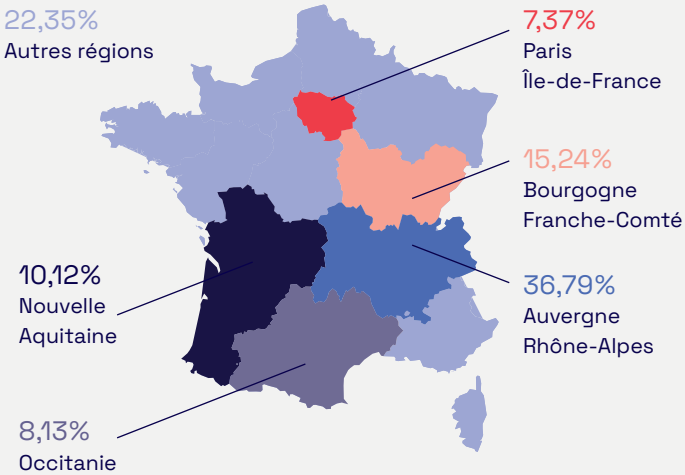 22,35%
Autres régions
7,37%
Paris
Île-de-France
15,24%
Bourgogne
Franche-Comté
36,79%
Auvergne
Rhône-Alpes
10,12%
Nouvelle
Aquitaine
8,13%
Occitanie